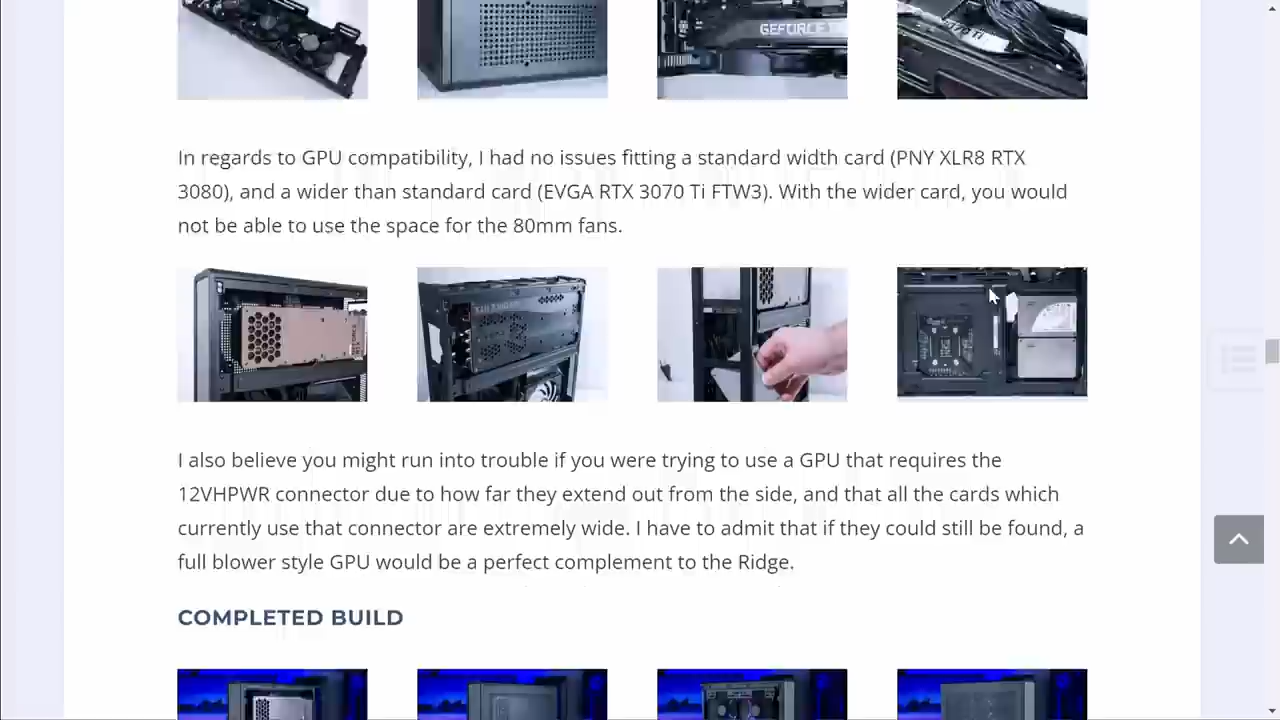 GEFORCE
70 Ti
In regards to GPU compatibility, I had no issues fitting a standard width card (PNY XLR8 RTX
3080), and a wider than standard card (EVGA RTX 3070 Ti FTW3). With the wider card, you would
not be able to use the space for the 80mm fans.
I also believe you might run into trouble if you were trying to use a GPU that requires the
12VHPWR connector due to how far they extend out from the side, and that all the cards which
currently use that connector are extremely wide. I have to admit that if they could still be found, a
full blower style GPU would be a perfect complement to the Ridge.
COMPLETED BUILD